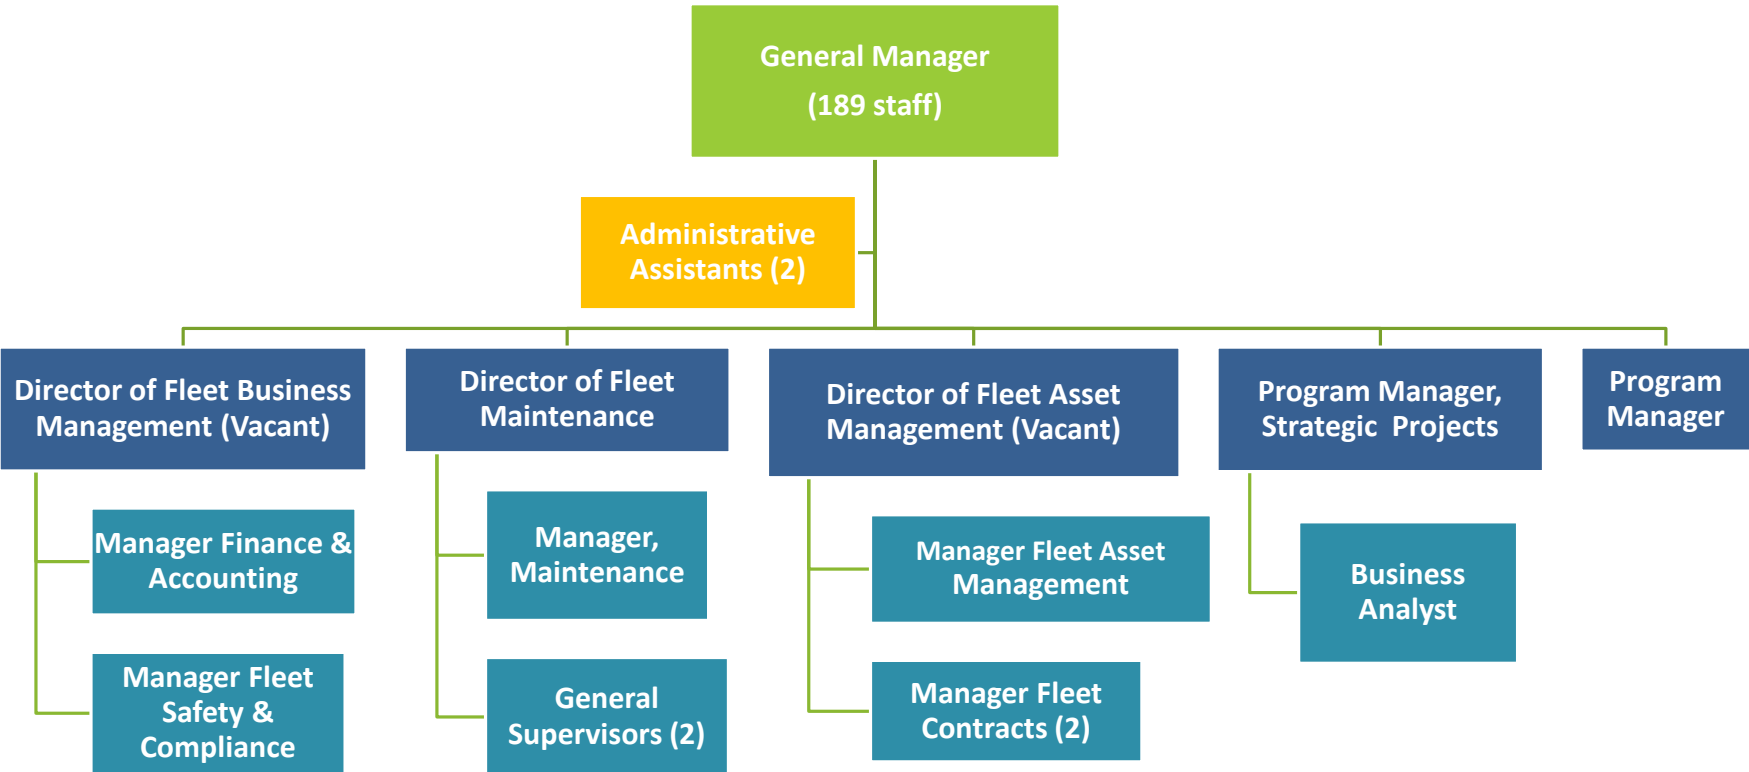 General Manager
(189 staff)
Administrative
Assistants (2)
Director of Fleet Business
Management (Vacant)
Director of Fleet
Maintenance
Director of Fleet Asset
Management (Vacant)
Program Manager,
Strategic  Projects
Program
Manager
Manager Finance &
Accounting
Manager,
Maintenance
Manager Fleet Asset
Management
Business
Analyst
Manager Fleet
Safety &
Compliance
General
Supervisors (2)
Manager Fleet
Contracts (2)